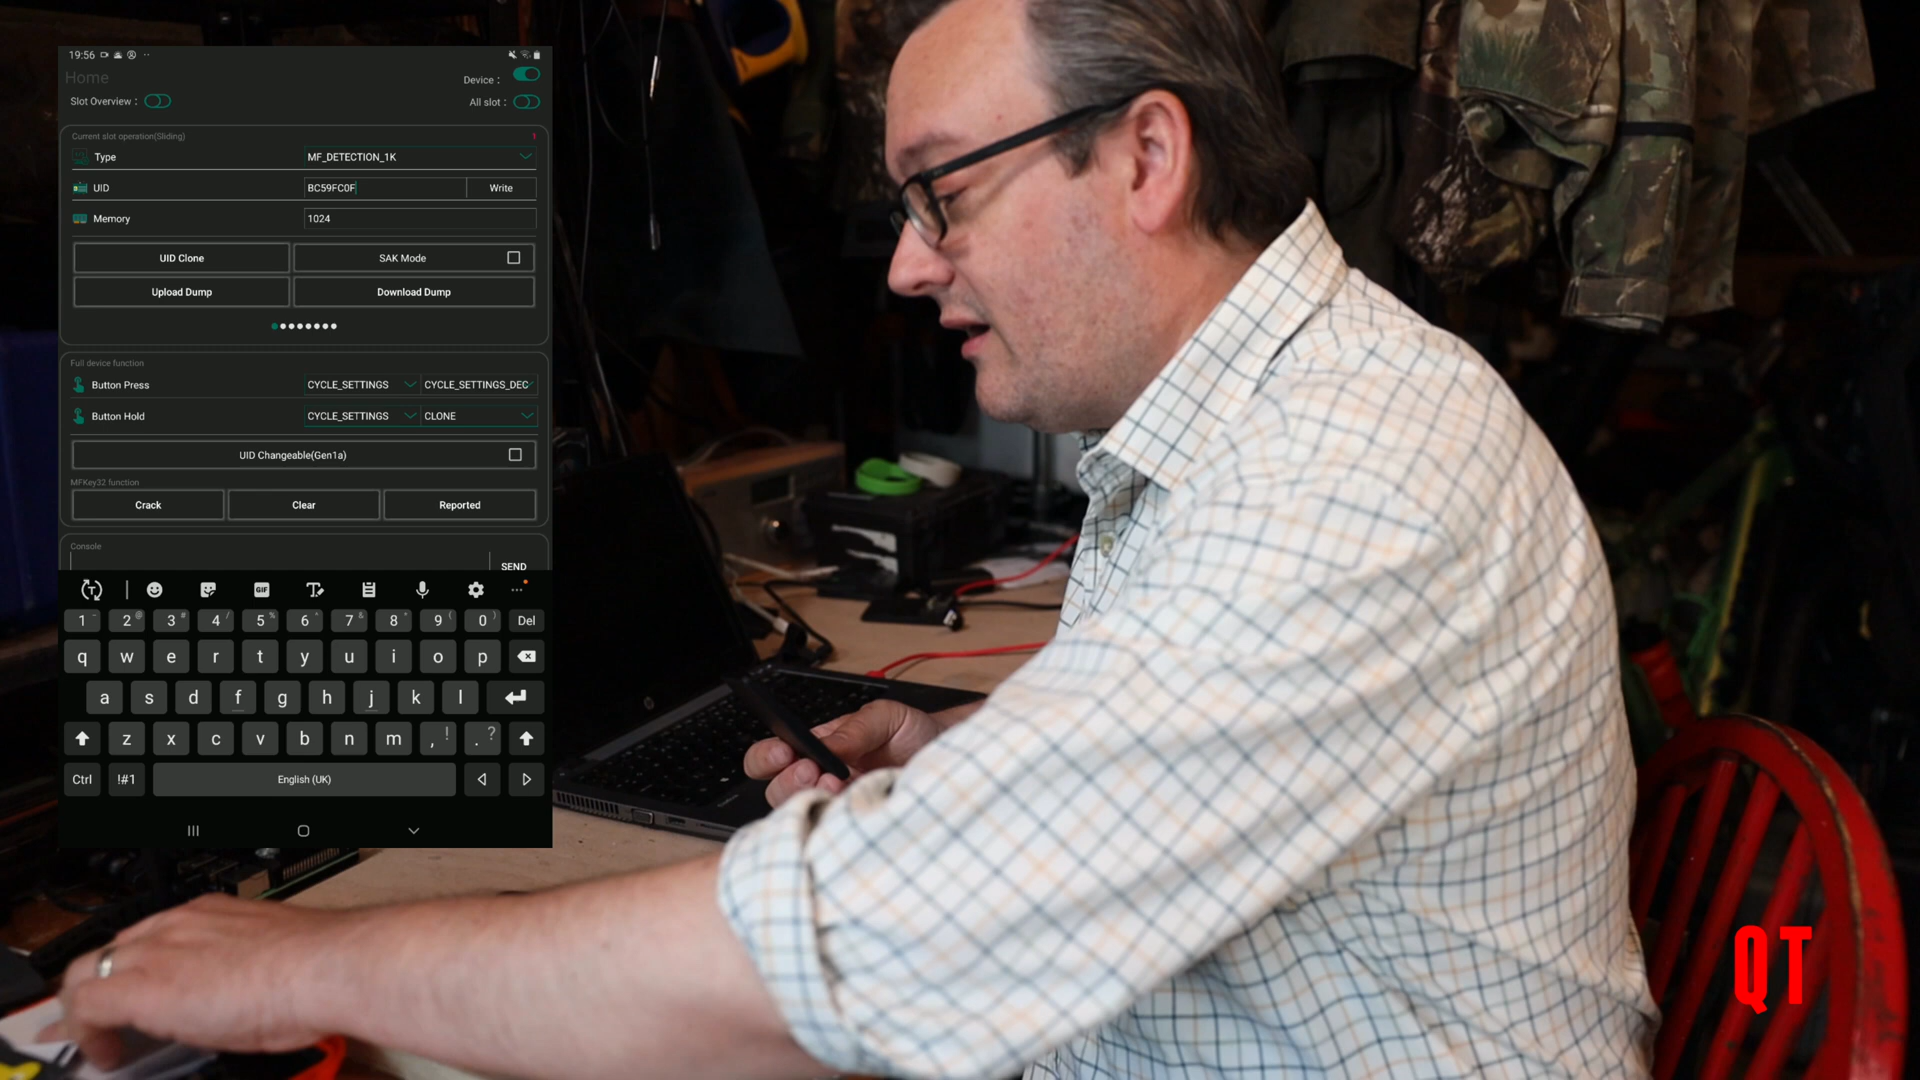 19:56
Home
Device :
Slot Overview :
All slot :
Current slot operation(Sliding)
1
Type
MF_DETECTION_1K
UID
BC59FC0F
Write
Memory
1024
UID Clone
SAK Mode
Upload Dump
Download Dump
Full device function
Button Press
CYCLE_SETTINGS
CYCLE_SETTINGS_DEC
Button Hold
CYCLE_SETTINGS
CLONE
UID Changeable(Gen1a)
MFKey32 function
Crack
Clear
Reported
Console
SEND
GIF
1 2 3 4 5 6 7 8 9 0 Del
q w e r t y u i o p
a s d f g h j k l
z x c v b n m , ! . ?
Ctrl !#1 English (UK)
QT